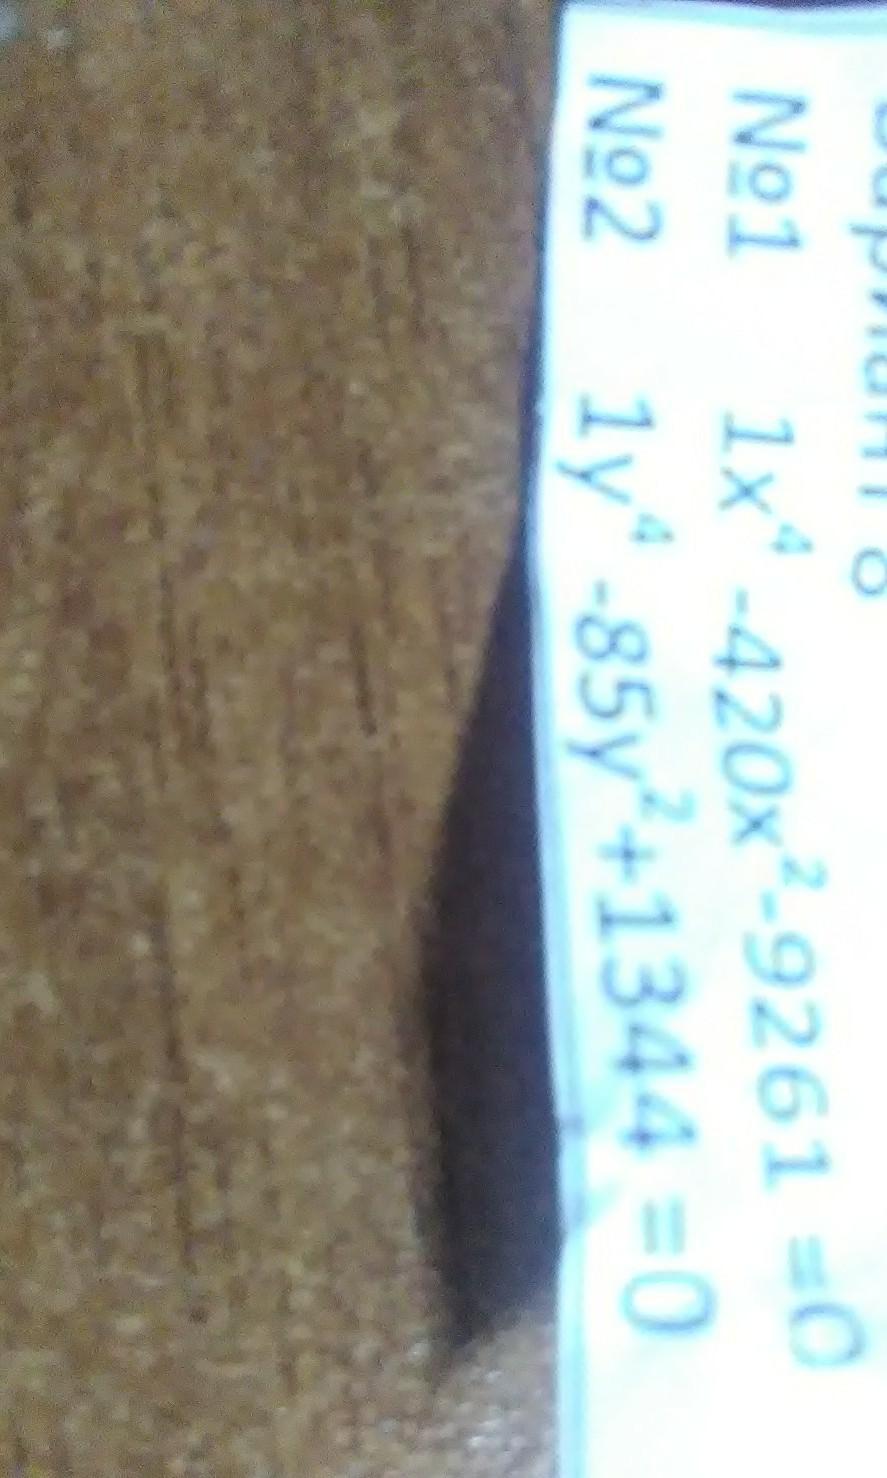 №1 1x⁴ -420x²-9261 =0
№2 1y⁴ -85y²+1344 =0